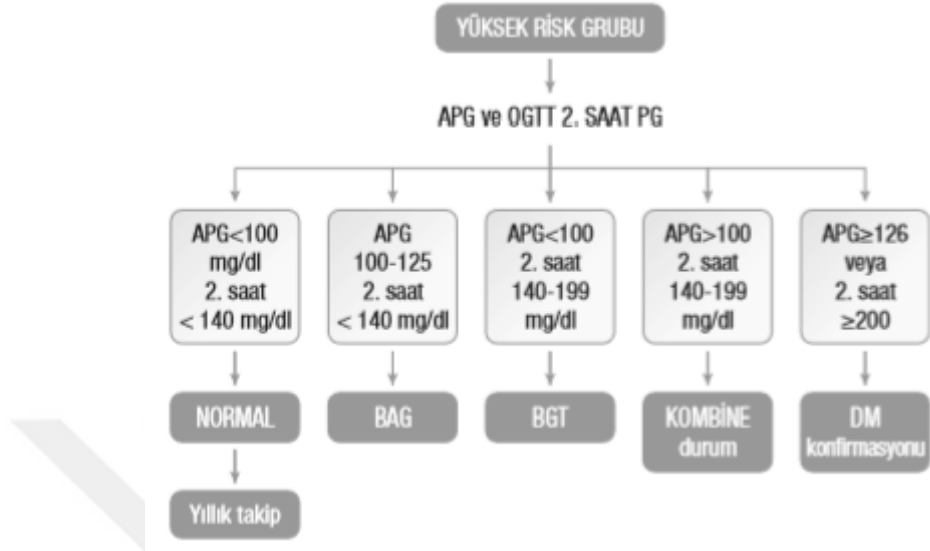 YÜKSEK RİSK GRUBU
APG ve OGTT 2. SAAT PG
APG<100
mg/dl
2. saat
< 140 mg/dl
APG
100-125
2. saat
< 140 mg/dl
APG<100
2. saat
140-199
mg/dl
APG>100
2. saat
140-199
mg/dl
APG≥126
veya
2. saat
≥200
NORMAL
BAG
BGT
KOMBİNE
durum
DM
konfirmasyonu
Yıllık takip